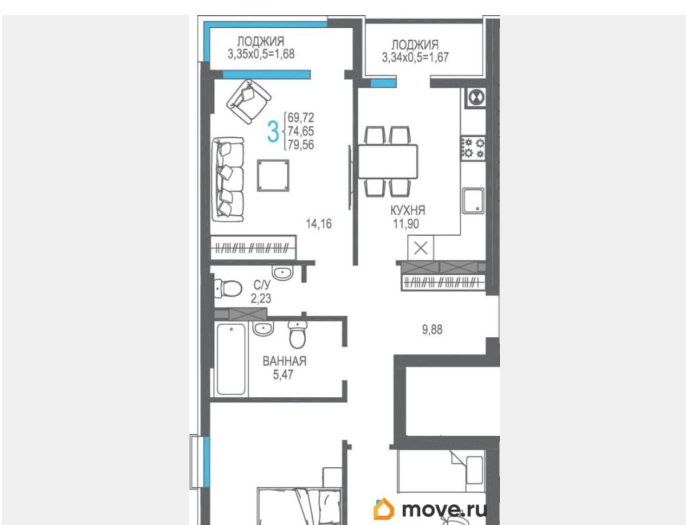 ЛОДЖИЯ
3,35x0,5=1,68
ЛОДЖИЯ
3,34x0,5=1,67
3
69,72
74,65
79,56
14,16
КУХНЯ
11,90
С/У
2,23
9,88
ВАННАЯ
5,47
move.ru